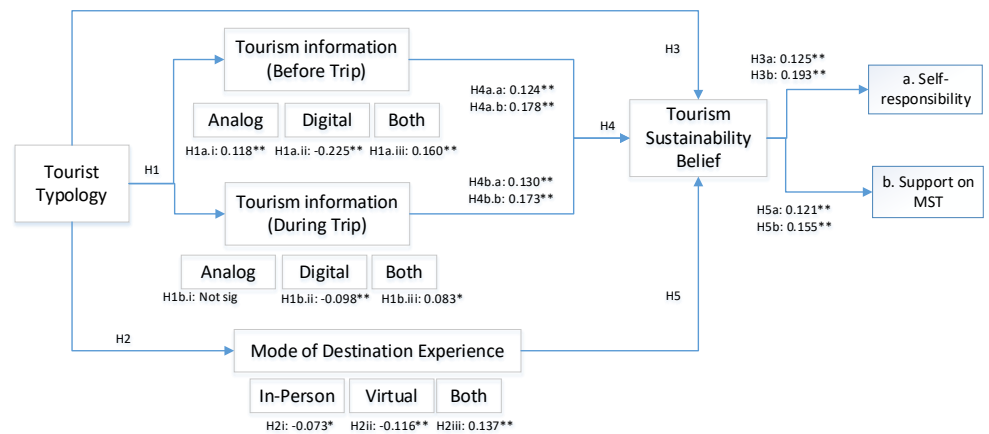 H3
H3a: 0.125**
H3b: 0.193**
Tourism information
(Before Trip)
a. Self-
responsibility
H4a.a: 0.124**
H4a.b: 0.178**
Analog
Digital
Both
H1a.i: 0.118**
H1a.ii: -0.225**
H1a.iii: 0.160**
H4
Tourism
Sustainability
Belief
Tourist
Typology
H1
H4b.a: 0.130**
H4b.b: 0.173**
Tourism information
(During Trip)
b. Support on
MST
H5a: 0.121**
H5b: 0.155**
Analog
Digital
Both
H1b.i: Not sig
H1b.ii: -0.098**
H1b.iii: 0.083*
H5
H2
Mode of Destination Experience
In-Person
Virtual
Both
H2i: -0.073*
H2ii: -0.116**
H2iii: 0.137**